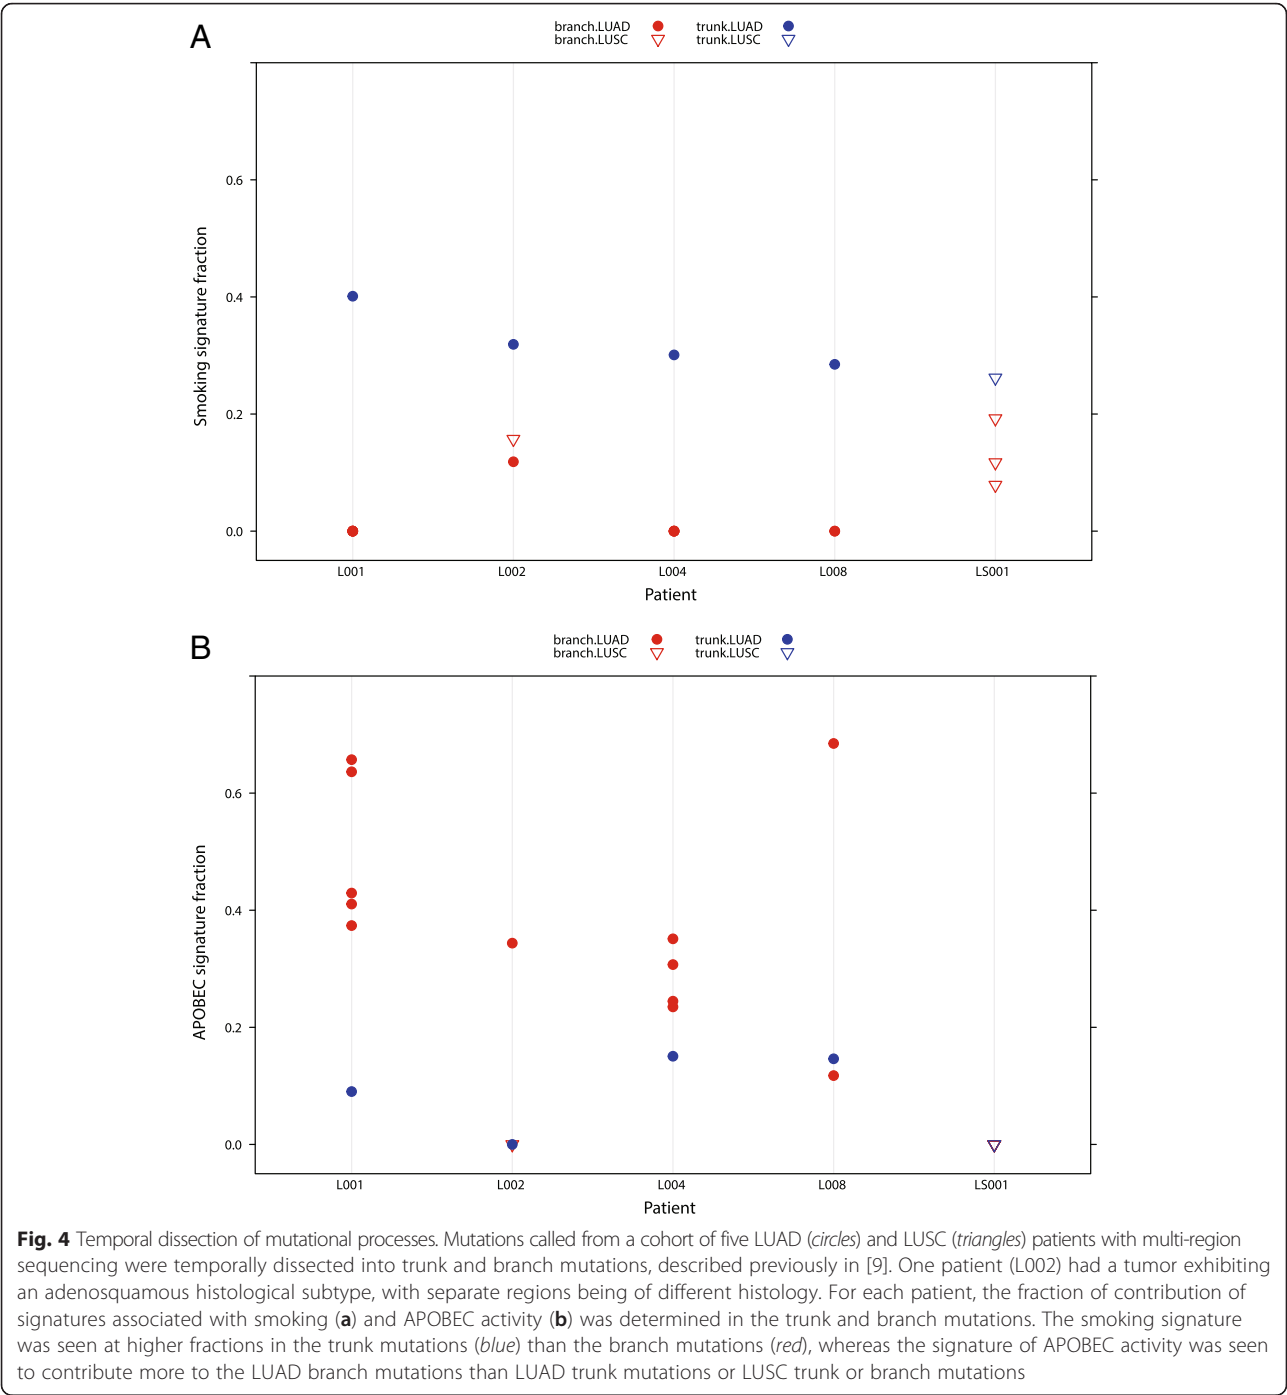 A
branch.LUAD trunk.LUAD
branch.LUSC trunk.LUSC
0.6
0.4
0.2
0.0
Smoking signature fraction
L001 L002 L004 L008 LS001
Patient
B
branch.LUAD trunk.LUAD
branch.LUSC trunk.LUSC
0.6
0.4
0.2
0.0
APOBEC signature fraction
L001 L002 L004 L008 LS001
Patient
Fig. 4 Temporal dissection of mutational processes. Mutations called from a cohort of five LUAD (circles) and LUSC (triangles) patients with multi-region
sequencing were temporally dissected into trunk and branch mutations, described previously in [9]. One patient (L002) had a tumor exhibiting
an adenosquamous histological subtype, with separate regions being of different histology. For each patient, the fraction of contribution of
signatures associated with smoking (a) and APOBEC activity (b) was determined in the trunk and branch mutations. The smoking signature
was seen at higher fractions in the trunk mutations (blue) than the branch mutations (red), whereas the signature of APOBEC activity was seen
to contribute more to the LUAD branch mutations than LUAD trunk mutations or LUSC trunk or branch mutations